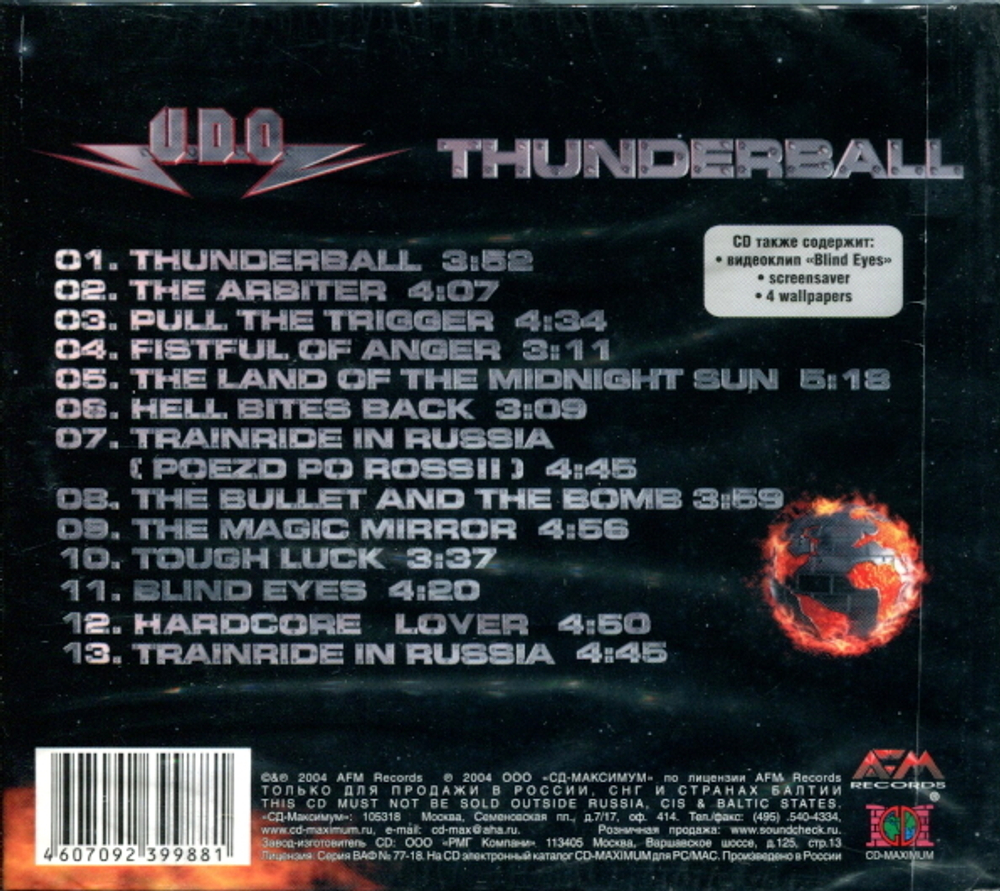 U.D.O.
THUNDERBALL
CD также содержит:
• видеоклип «Blind Eyes»
• screensaver
• 4 wallpapers
01. THUNDERBALL 3:52
02. THE ARBITER 4:07
03. PULL THE TRIGGER 4:34
04. FISTFUL OF ANGER 3:11
05. THE LAND OF THE MIDNIGHT SUN 5:18
06. HELL BITES BACK 3:09
07. TRAINRIDE IN RUSSIA
( POEZD PO ROSSII ) 4:45
08. THE BULLET AND THE BOMB 3:59
09. THE MAGIC MIRROR 4:56
10. TOUGH LUCK 3:37
11. BLIND EYES 4:20
12. HARDCORE LOVER 4:50
13. TRAINRIDE IN RUSSIA 4:45
4607092 399881
©&℗ 2004 AFM Records ℗ 2004 ООО «СД-МАКСИМУМ» по лицензии AFM Records
ТОЛЬКО ДЛЯ ПРОДАЖИ В РОССИИ, СНГ И СТРАНАХ БАЛТИИ
THIS CD MUST NOT BE SOLD OUTSIDE RUSSIA, CIS & BALTIC STATES.
«СД-Максимум»: 105318 Москва, Семеновская пл., д.7/17, оф. 414. Тел./факс: (495) .540-4334,
www.cd-maximum.ru, e-mail: cd-max@aha.ru. Розничная продажа: www.soundcheck.ru.
Завод-изготовитель CD: ООО «РМГ Компани» 113405 Москва, Варшавское шоссе, д.125, стр.13
Лицензия: Серия ВАФ № 77-18. На CD электронный каталог CD-MAXIMUM для PC/MAC. Произведено в России
AFM
RECORDS
®
CD-MAXIMUM